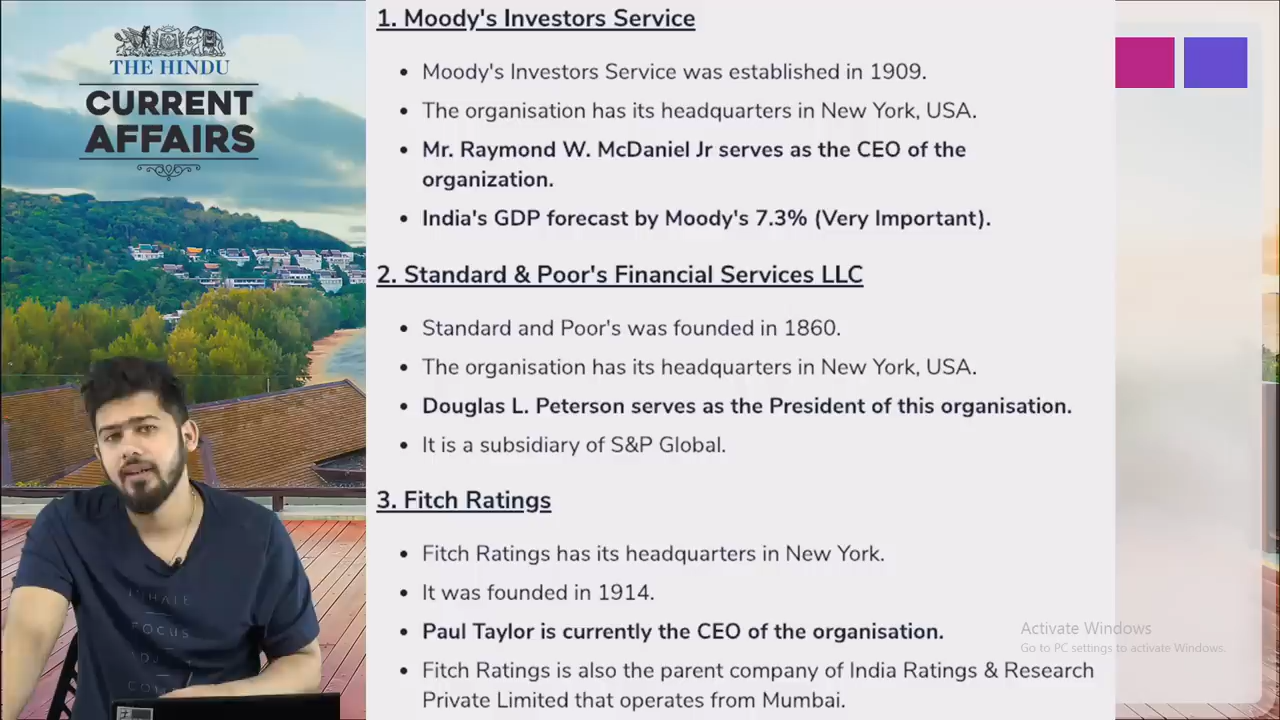 THE HINDU
CURRENT
AFFAIRS
1. Moody's Investors Service
• Moody's Investors Service was established in 1909.
• The organisation has its headquarters in New York, USA.
• Mr. Raymond W. McDaniel Jr serves as the CEO of the
organization.
• India's GDP forecast by Moody's 7.3% (Very Important).
2. Standard & Poor's Financial Services LLC
• Standard and Poor's was founded in 1860.
• The organisation has its headquarters in New York, USA.
• Douglas L. Peterson serves as the President of this organisation.
• It is a subsidiary of S&P Global.
3. Fitch Ratings
• Fitch Ratings has its headquarters in New York.
• It was founded in 1914.
• Paul Taylor is currently the CEO of the organisation.
• Fitch Ratings is also the parent company of India Ratings & Research
Private Limited that operates from Mumbai.
Activate Windows
Go to PC settings to activate Windows.
FOCUS